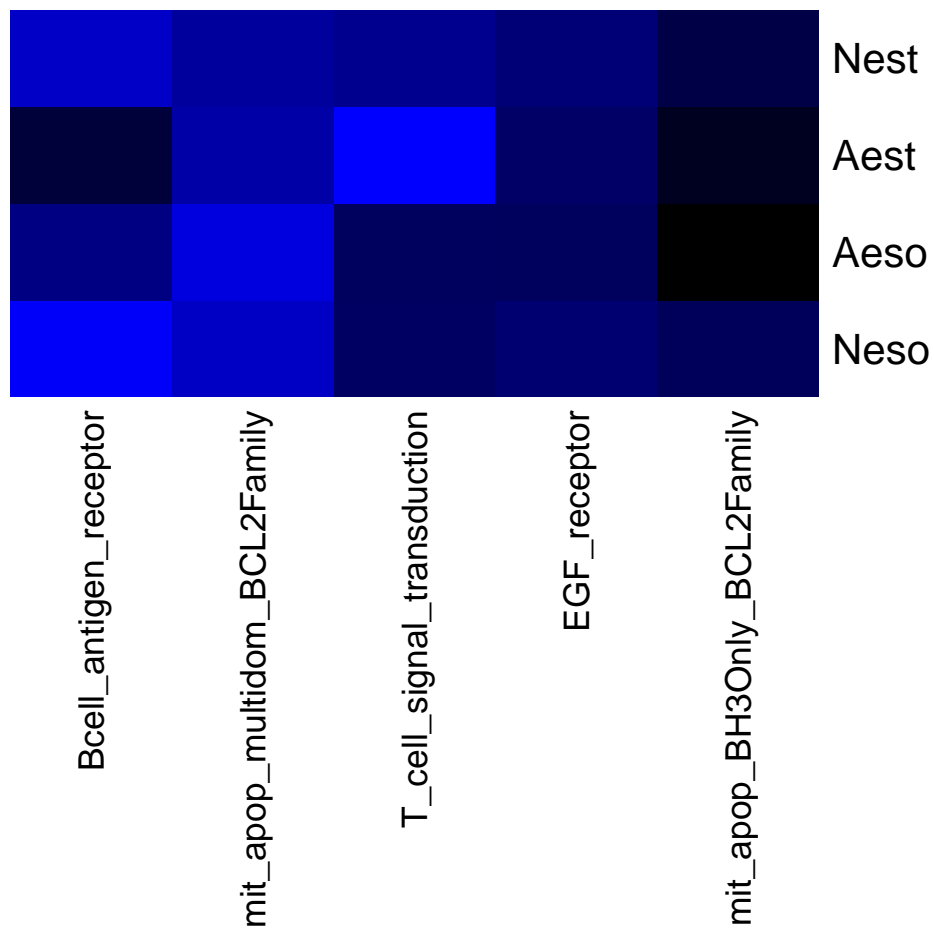 Nest
Aest
Aeso
Neso
Bcell_antigen_receptor
mit_apop_multidom_BCL2Family
T_cell_signal_transduction
EGF_receptor
mit_apop_BH3Only_BCL2Family